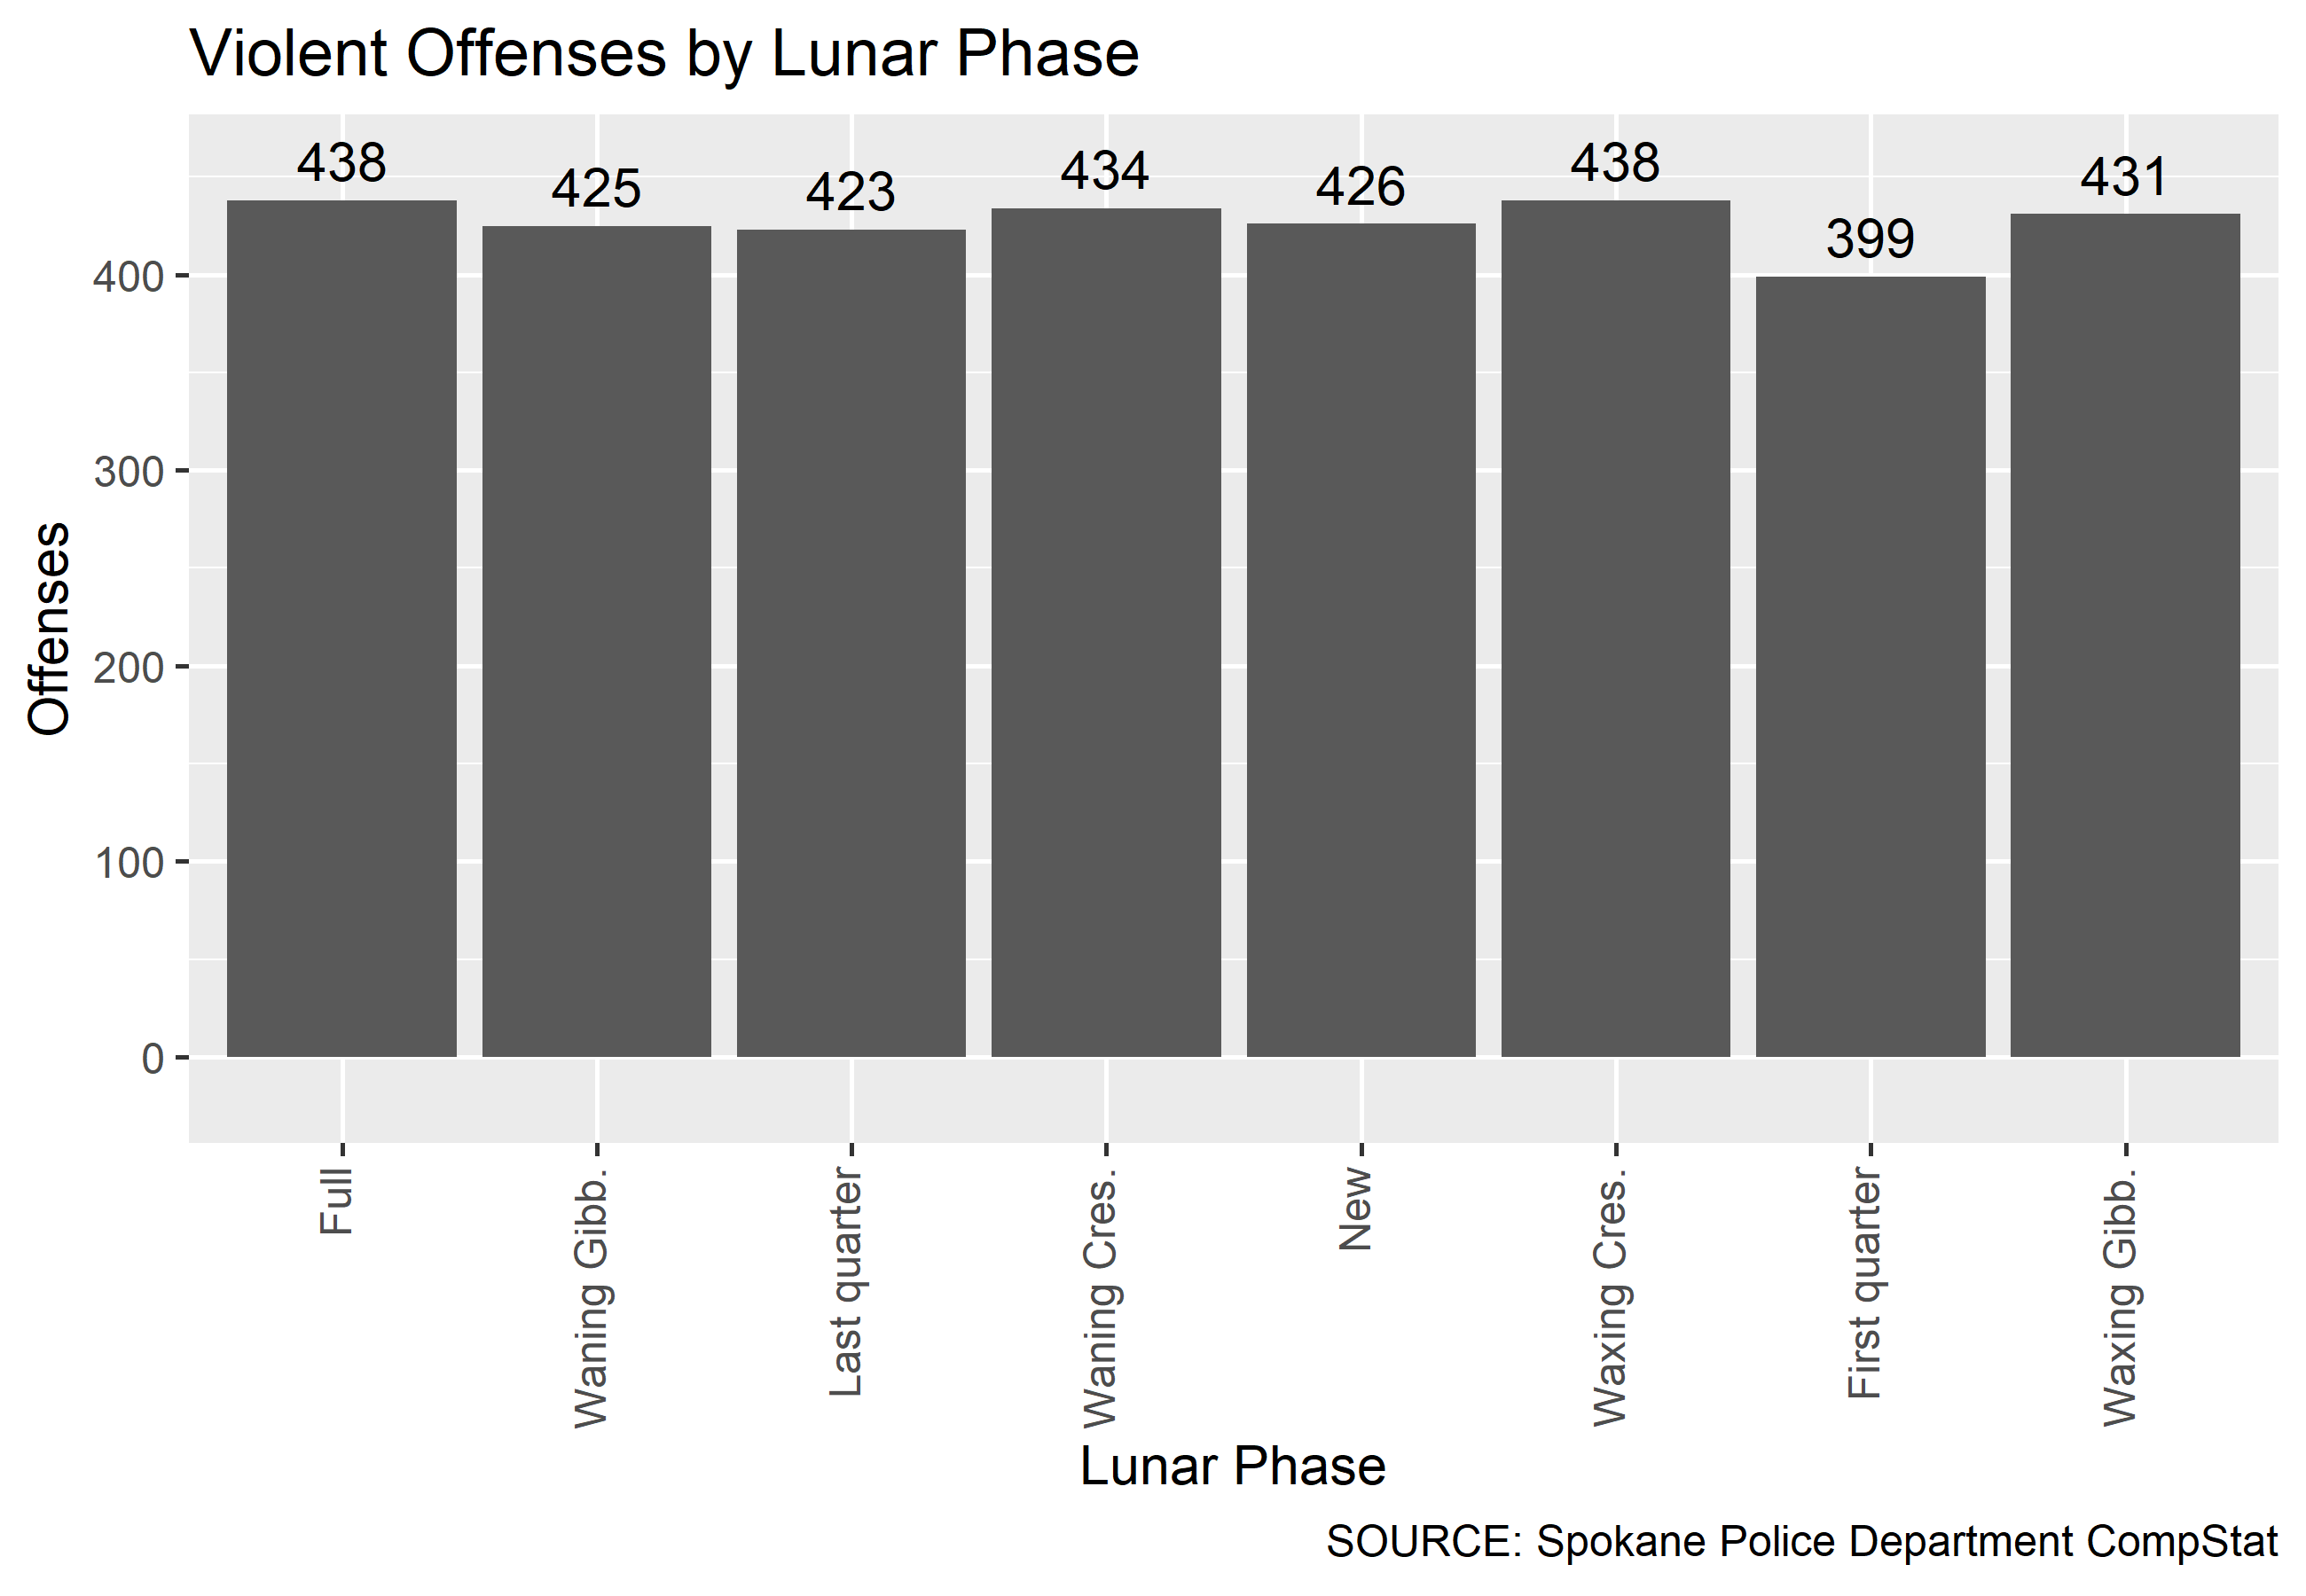 Violent Offenses by Lunar Phase
438
425
423
434
426
438
399
431
400
300
200
100
0
Offenses
Full
Waning Gibb.
Last quarter
Waning Cres.
New
Waxing Cres.
First quarter
Waxing Gibb.
Lunar Phase
SOURCE: Spokane Police Department CompStat